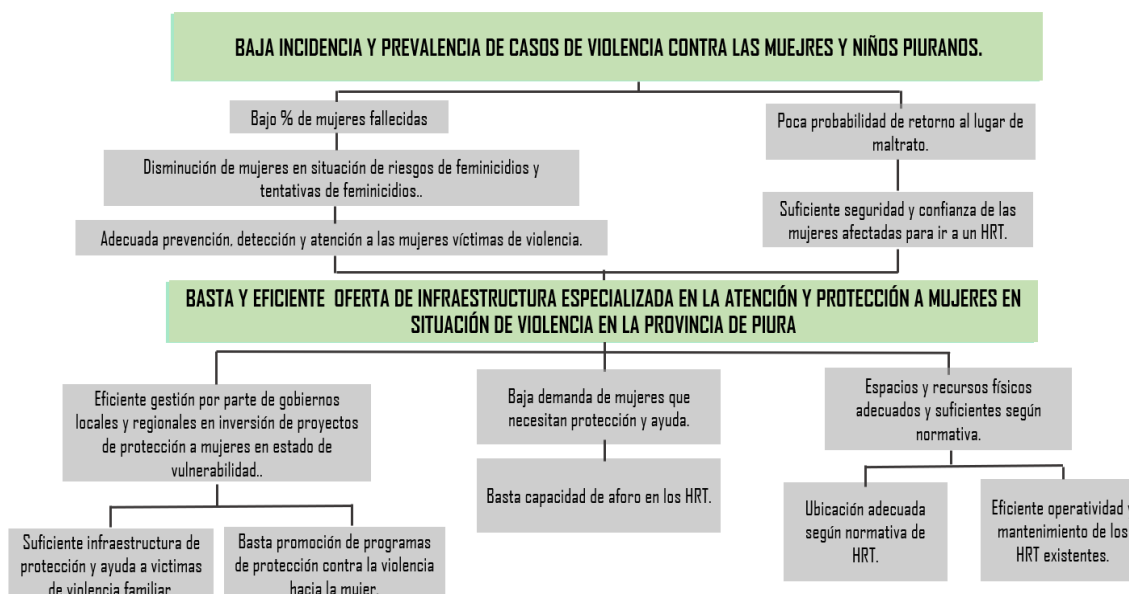 BAJA INCIDENCIA Y PREVALENCIA DE CASOS DE VIOLENCIA CONTRA LAS MUEJRES Y NIÑOS PIURANOS.
Bajo % de mujeres fallecidas
Disminución de mujeres en situación de riesgos de feminicidios y
tentativas de feminicidios..
Adecuada prevención, detección y atención a las mujeres víctimas de violencia.
Poca probabilidad de retorno al lugar de
maltrato.
Suficiente seguridad y confianza de las
mujeres afectadas para ir a un HRT.
BASTA Y EFICIENTE OFERTA DE INFRAESTRUCTURA ESPECIALIZADA EN LA ATENCIÓN Y PROTECCIÓN A MUJERES EN
SITUACIÓN DE VIOLENCIA EN LA PROVINCIA DE PIURA
Eficiente gestión por parte de gobiernos
locales y regionales en inversión de proyectos
de protección a mujeres en estado de
vulnerabilidad..
Suficiente infraestructura de
protección y ayuda a victimas
de violencia familiar.
Basta promoción de programas
de protección contra la violencia
hacia la mujer.
Baja demanda de mujeres que
necesitan protección y ayuda.
Basta capacidad de aforo en los HRT.
Espacios y recursos físicos
adecuados y suficientes según
normativa.
Ubicación adecuada
según normativa de
HRT.
Eficiente operatividad y
mantenimiento de los
HRT existentes.